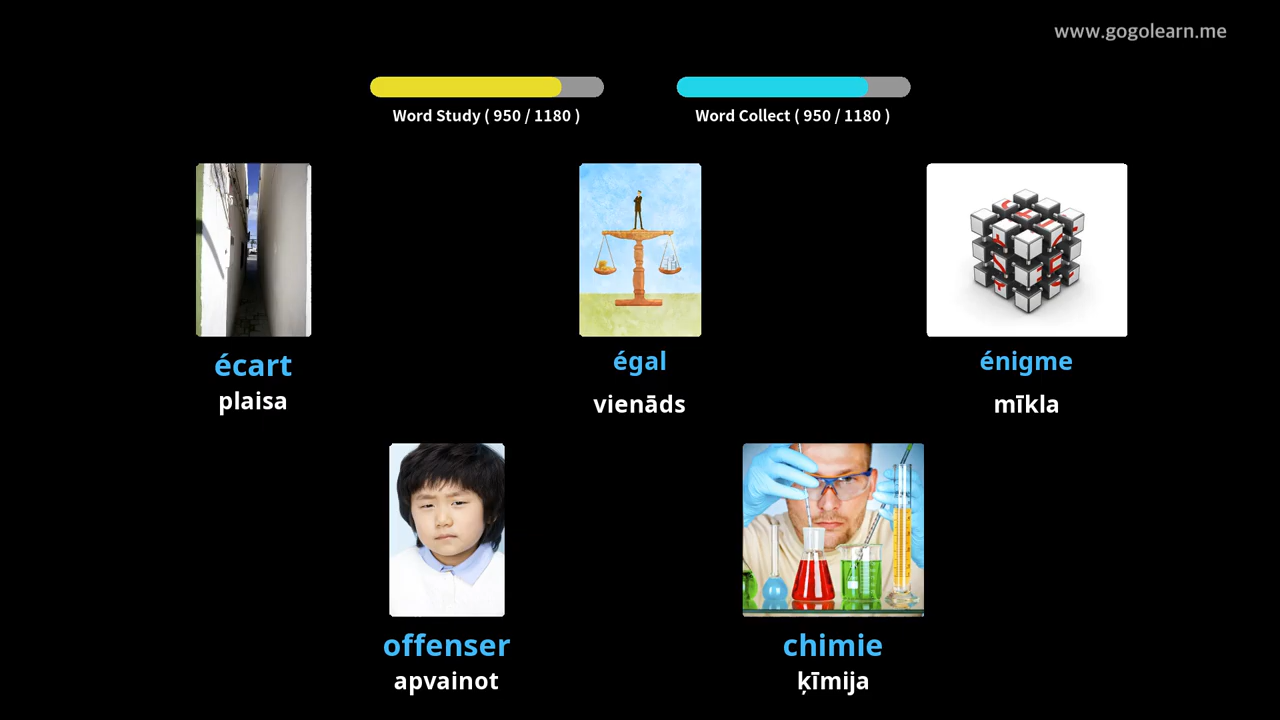 www.gogolearn.me
Word Study ( 950 / 1180 )
Word Collect ( 950 / 1180 )
écart
plaisa
égal
vienāds
énigme
mīkla
offenser
apvainot
chimie
ķīmija